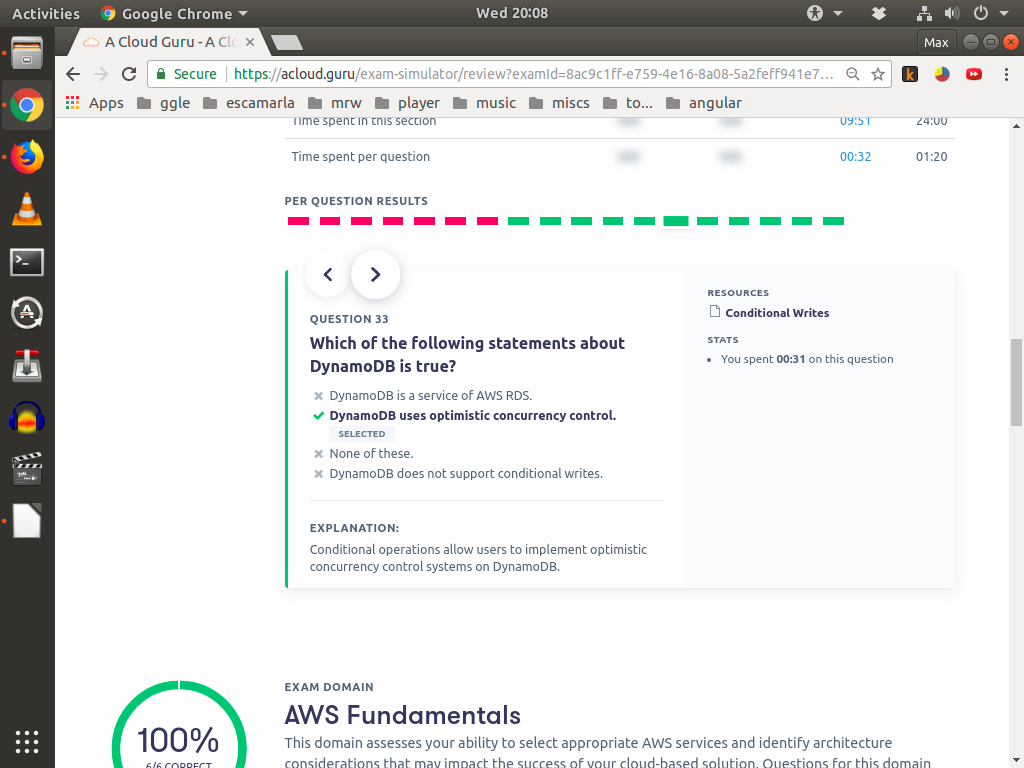 Activities Google Chrome Wed 20:08
A Cloud Guru - A Clo Max
Secure https://acloud.guru/exam-simulator/review?examId=8ac9c1ff-e759-4e16-8a08-5a2feff941e7...
Apps ggle escamarla mrw player music miscs to... angular
Time spent in this section 09:51 24:00
Time spent per question 00:32 01:20
PER QUESTION RESULTS
QUESTION 33
Which of the following statements about
DynamoDB is true?
DynamoDB is a service of AWS RDS.
DynamoDB uses optimistic concurrency control.
SELECTED
None of these.
DynamoDB does not support conditional writes.
EXPLANATION:
Conditional operations allow users to implement optimistic
concurrency control systems on DynamoDB.
RESOURCES
Conditional Writes
STATS
You spent 00:31 on this question
100%
6/6 CORRECT
EXAM DOMAIN
AWS Fundamentals
This domain assesses your ability to select appropriate AWS services and identify architecture
considerations that may impact the success of your cloud-based solution. Questions for this domain